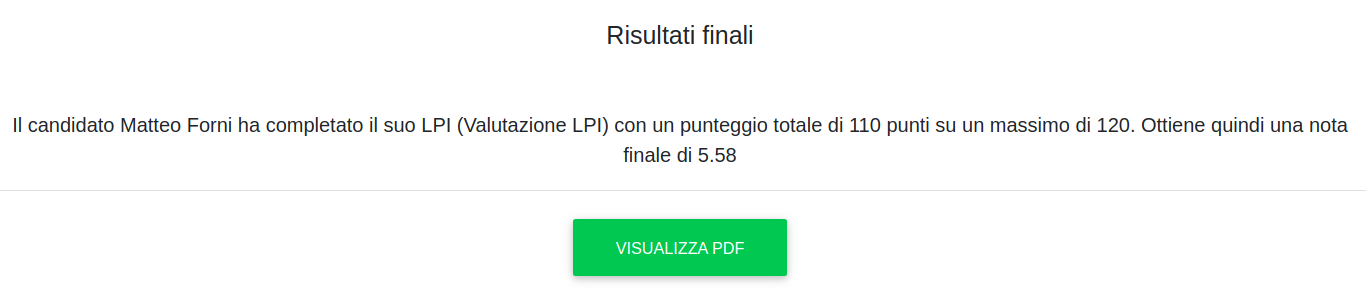 Risultati finali
Il candidato Matteo Forni ha completato il suo LPI (Valutazione LPI) con un punteggio totale di 110 punti su un massimo di 120. Ottiene quindi una nota
finale di 5.58
VISUALIZZA PDF